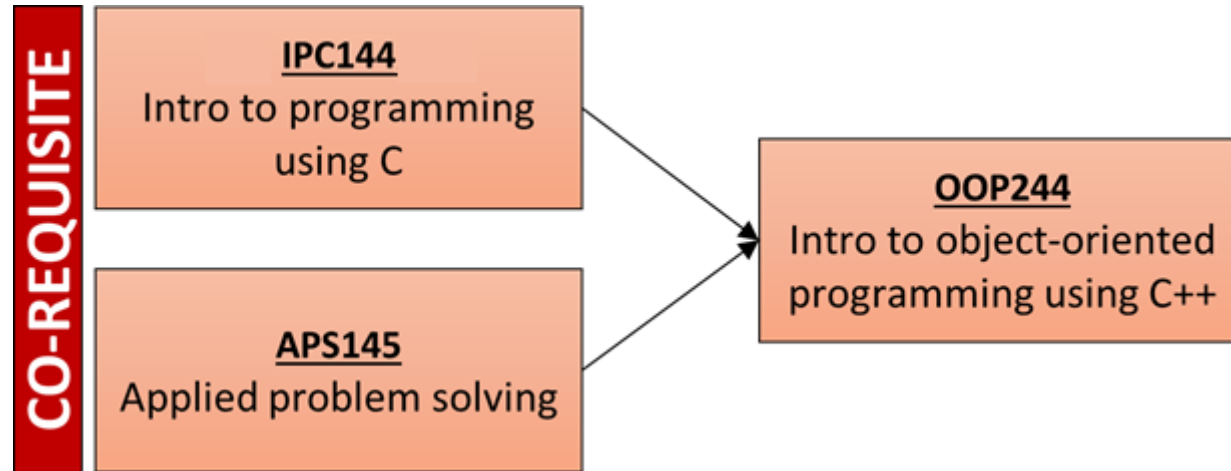 CO-REQUISITE
IPC144
Intro to programming
using C
APS145
Applied problem solving
OOP244
Intro to object-oriented
programming using C++